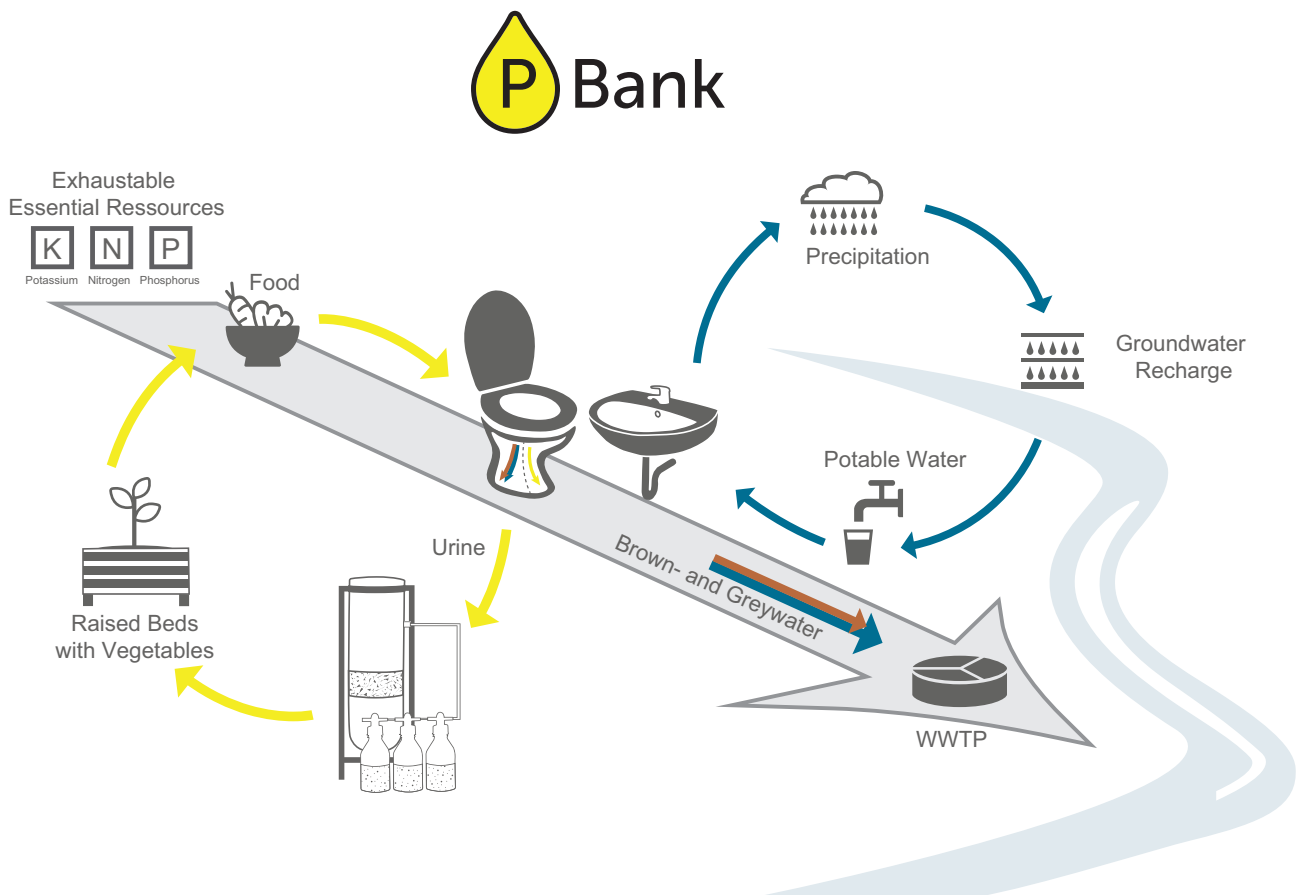 P Bank
Exhaustable
Essential Ressources
K N P
Potassium Nitrogen Phosphorus
Food
Precipitation
Groundwater
Recharge
Potable Water
Urine
Brown- and Greywater
Raised Beds
with Vegetables
WWTP